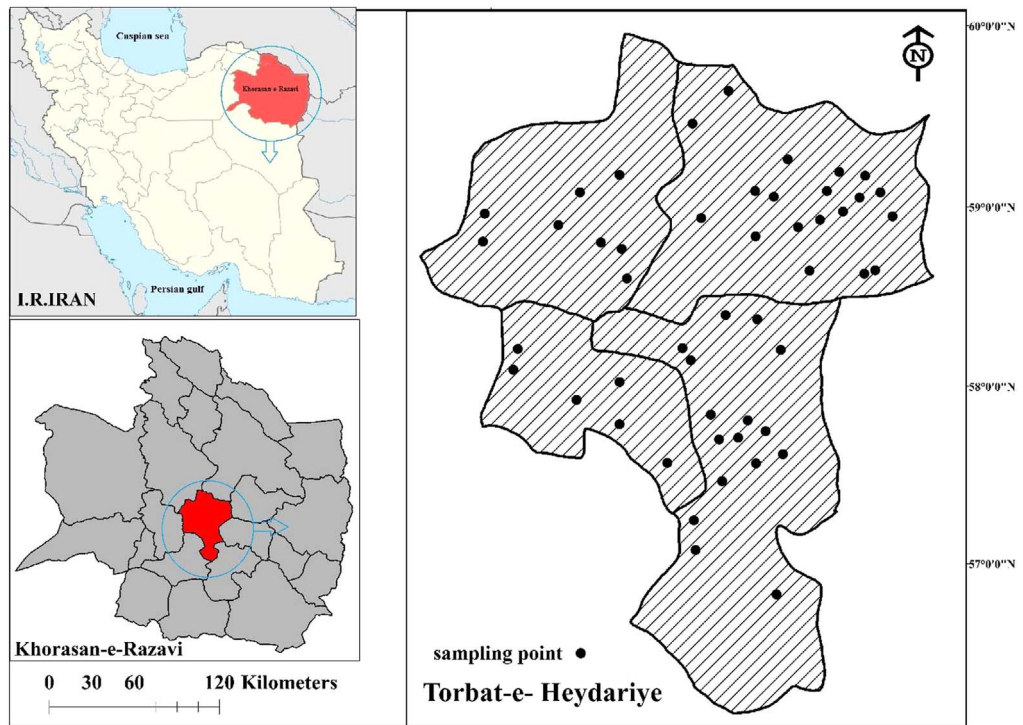 Caspian sea
Khorasan-e-Razavi
Persian gulf
I.R.IRAN
Khorasan-e-Razavi
0 30 60 120 Kilometers
N
60°0'0"N
59°0'0"N
58°0'0"N
57°0'0"N
sampling point
Torbat-e- Heydariye